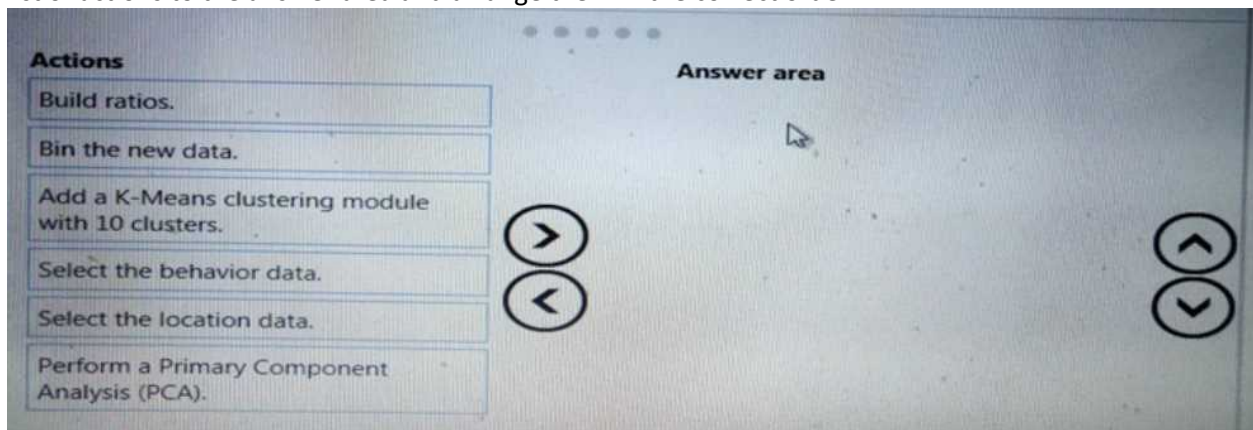 Actions
Answer area
Build ratios.
Bin the new data.
Add a K-Means clustering module
with 10 clusters.
Select the behavior data.
Select the location data.
Perform a Primary Component
Analysis (PCA).